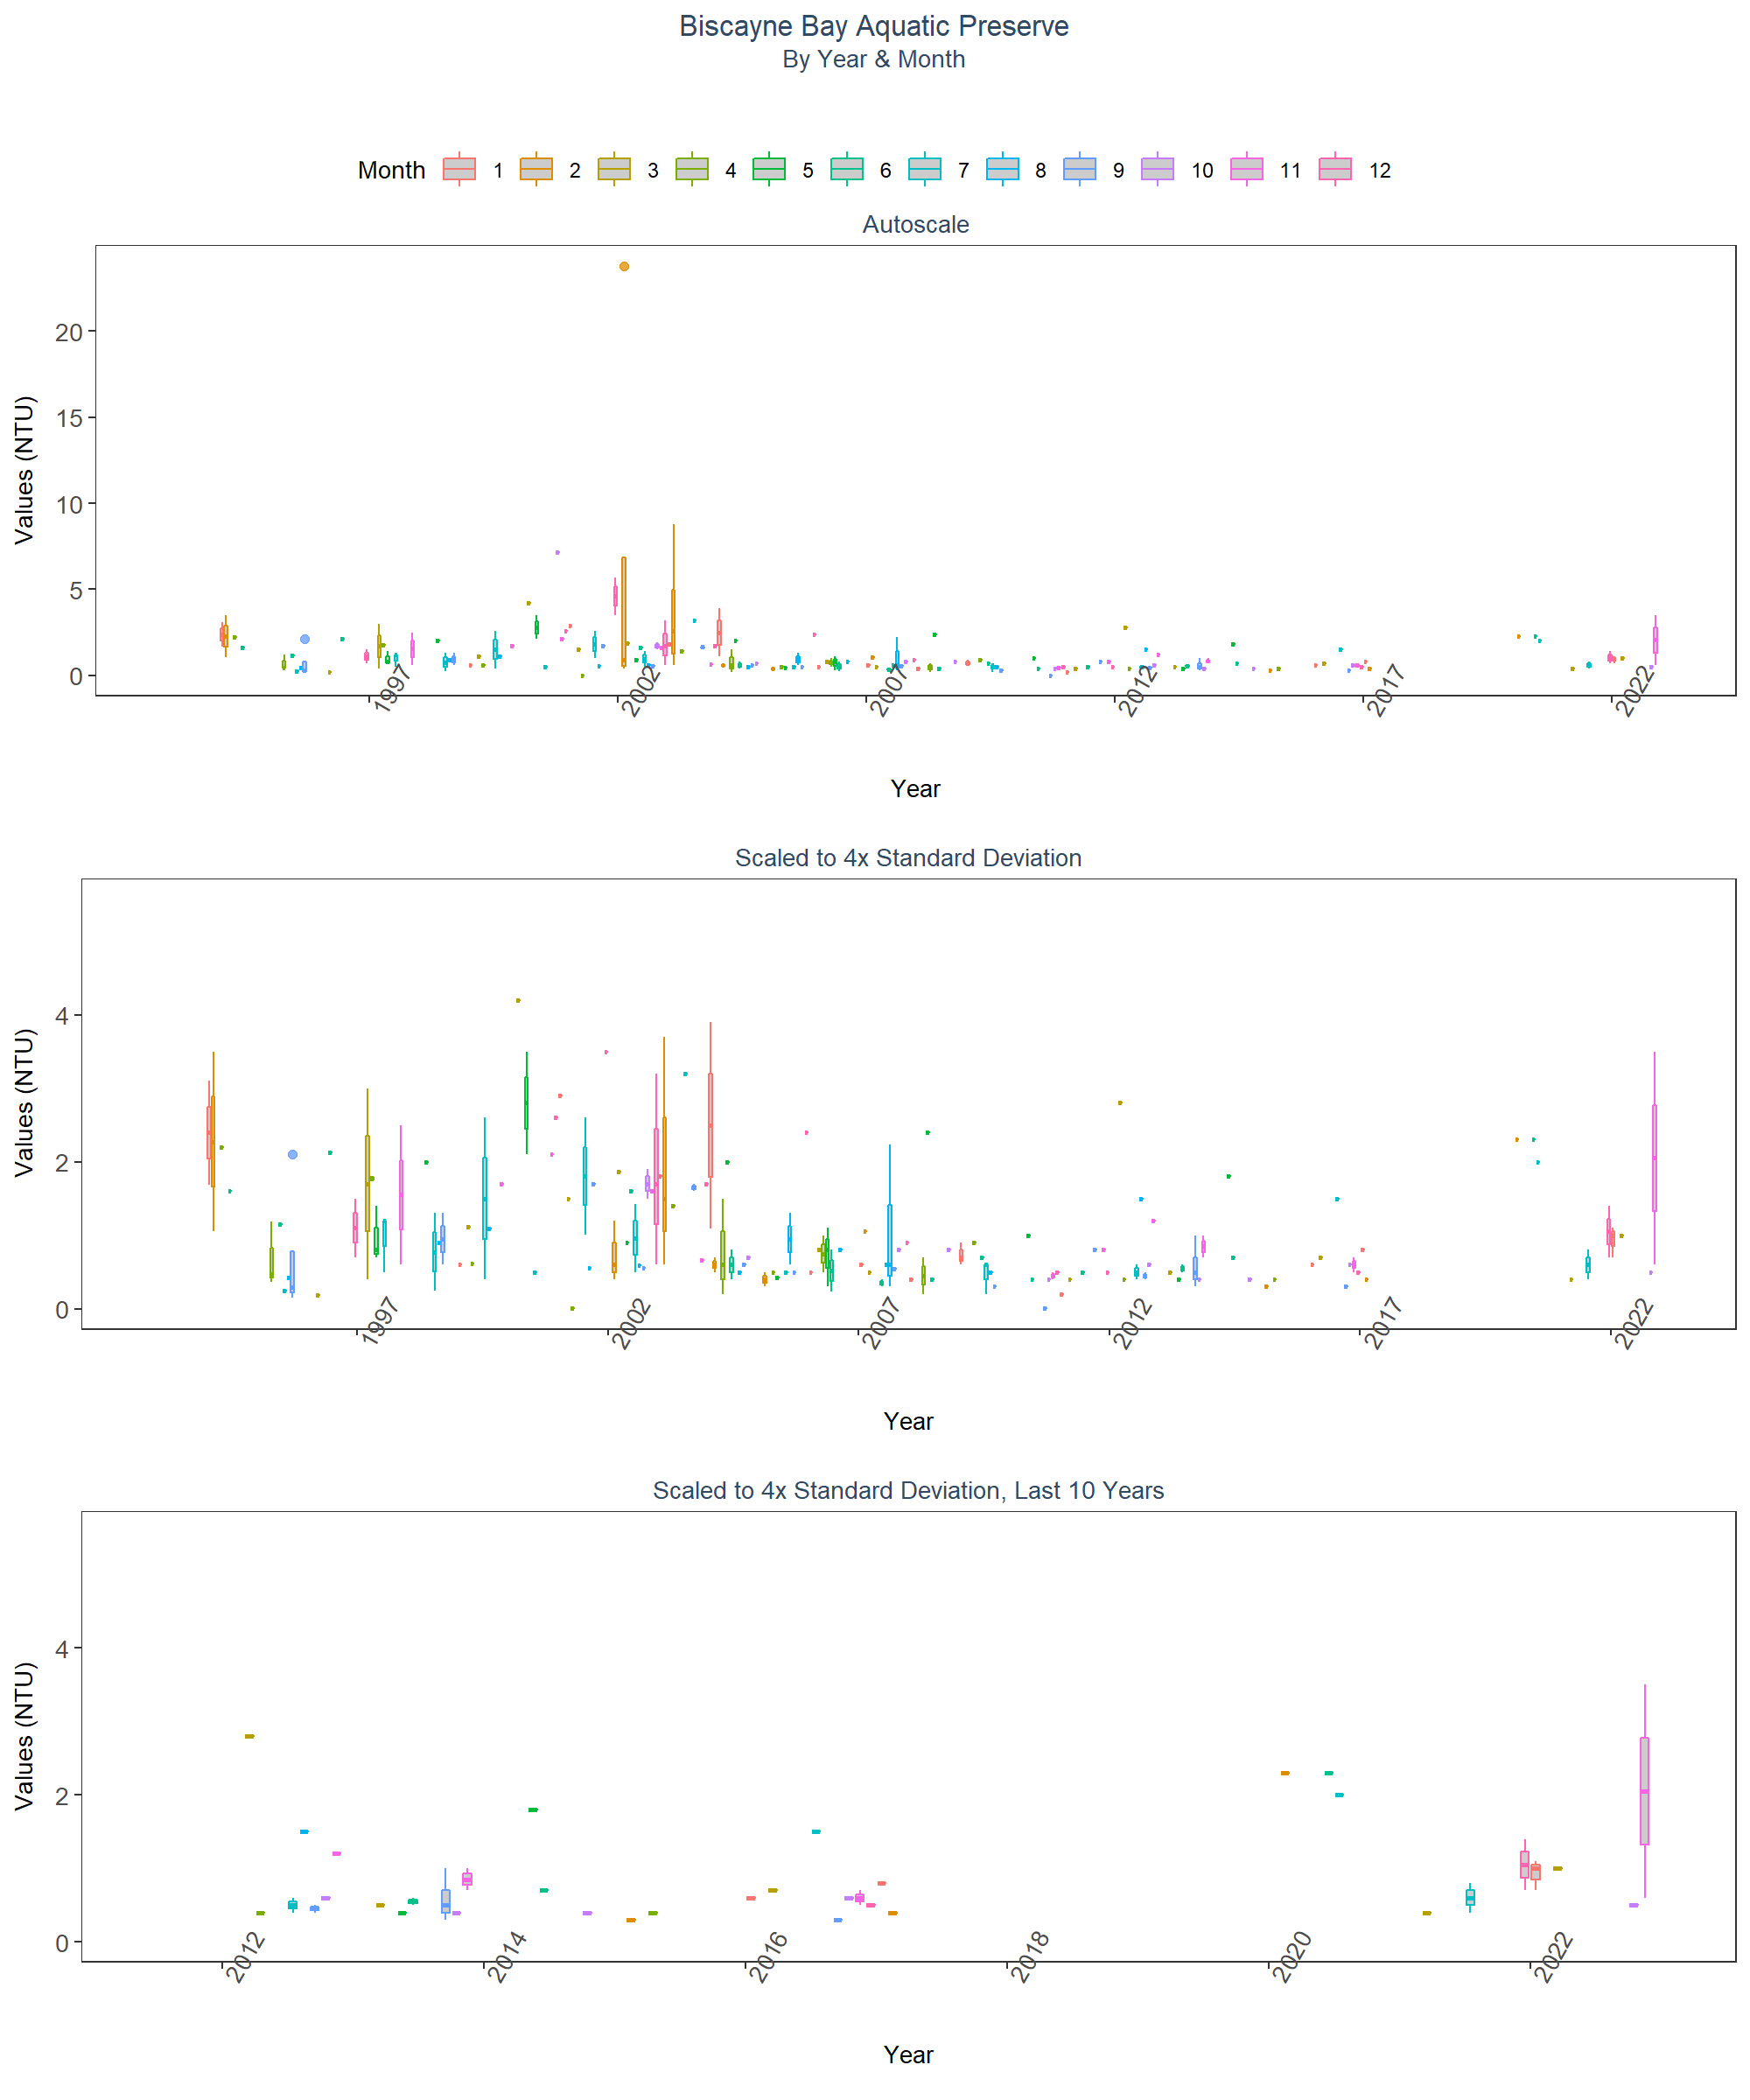 Biscayne Bay Aquatic Preserve
By Year & Month
Month 1 2 3 4 5 6 7 8 9 10 11 12
Autoscale
Values (NTU)
20
15
10
5
0
1997 2002 2007 2012 2017 2022
Year
Scaled to 4x Standard Deviation
Values (NTU)
4
2
0
1997 2002 2007 2012 2017 2022
Year
Scaled to 4x Standard Deviation, Last 10 Years
Values (NTU)
4
2
0
2012 2014 2016 2018 2020 2022
Year